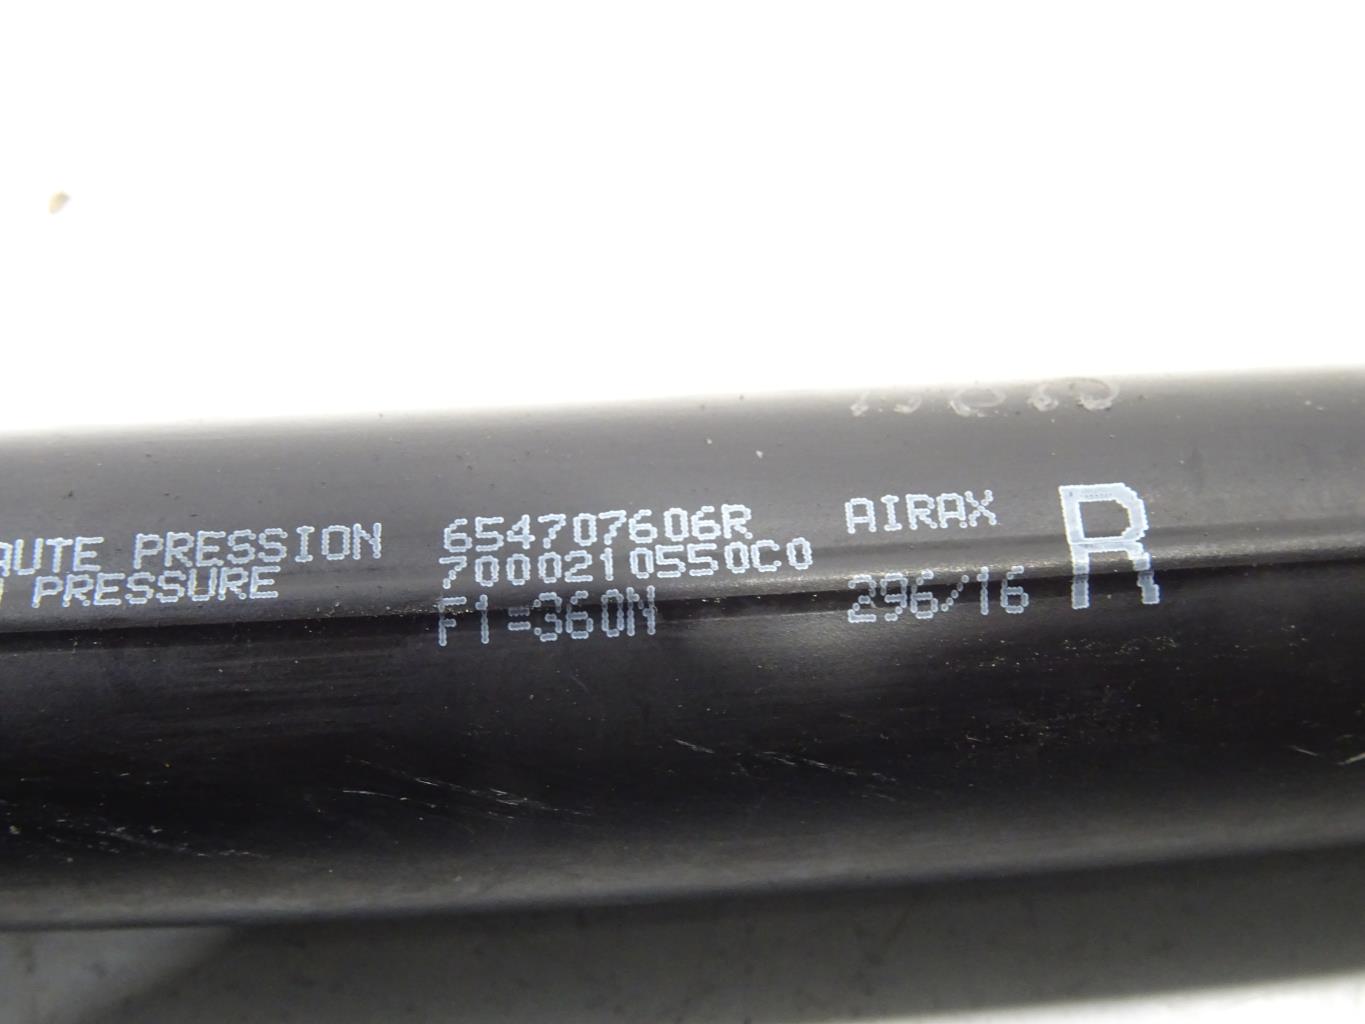 AUTE PRESSION 654707606R AIRAX R
PRESSURE 7000210550C0
F1=360N 296/16